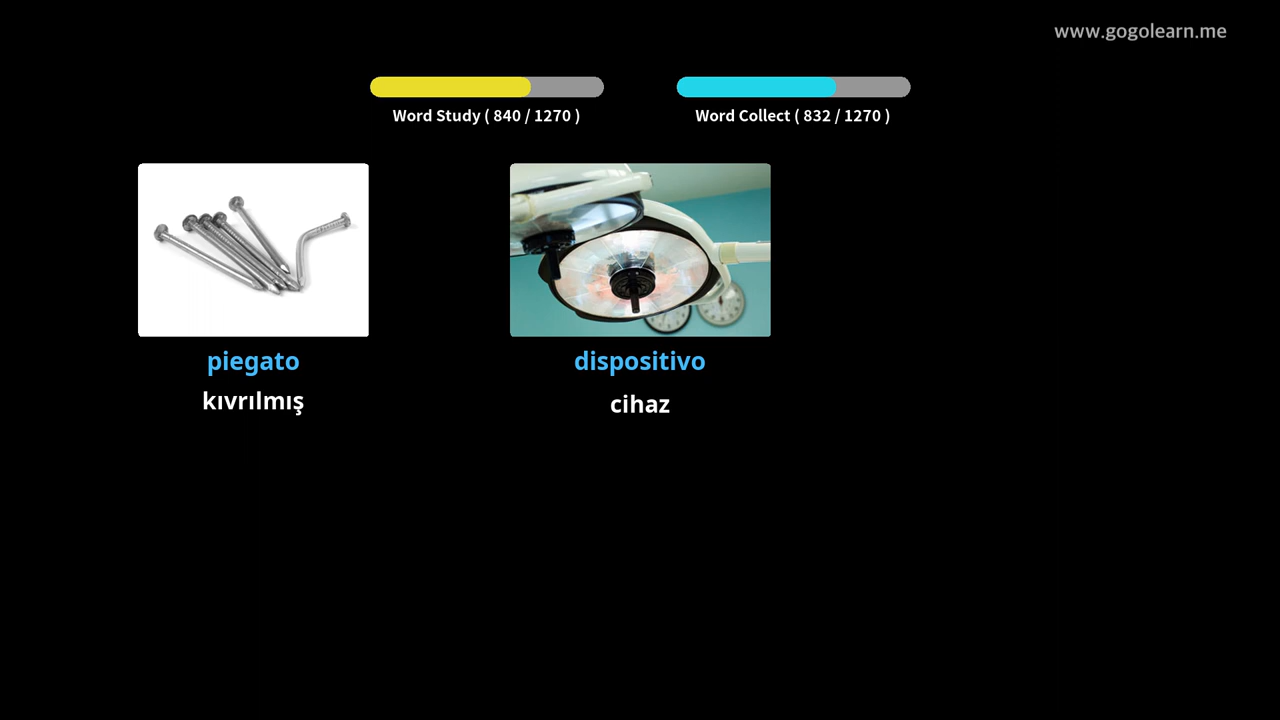 www.gogolearn.me
Word Study ( 840 / 1270 )
Word Collect ( 832 / 1270 )
piegato
kıvrılmış
dispositivo
cihaz